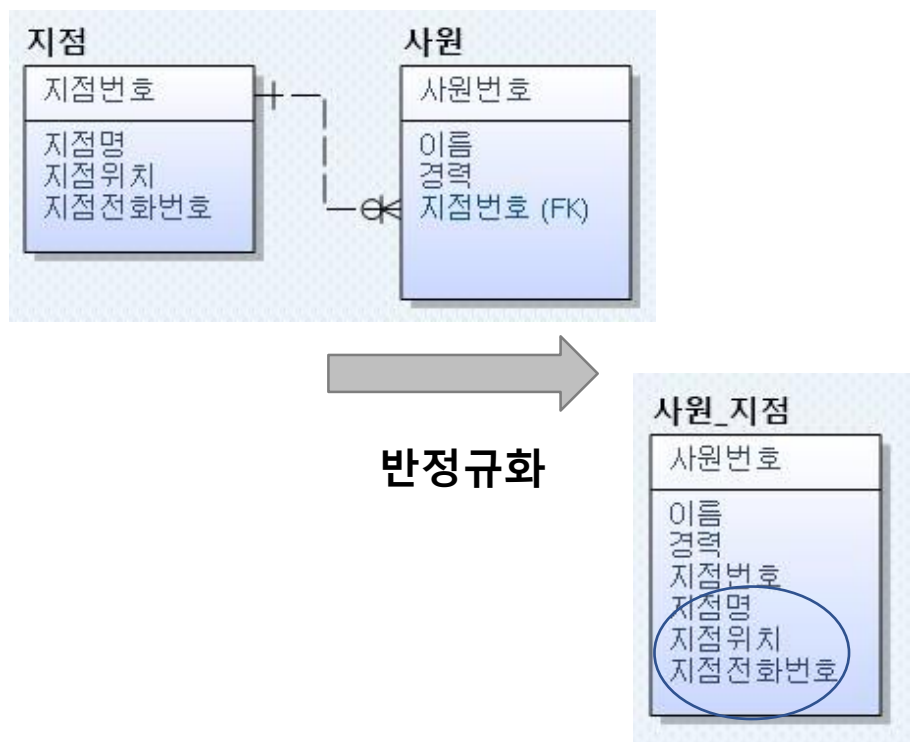 지점
지점번호
지점명
지점위치
지점전화번호
사원
사원번호
이름
경력
지점번호 (FK)
반정규화
사원_지점
사원번호
이름
경력
지점번호
지점명
지점위치
지점전화번호